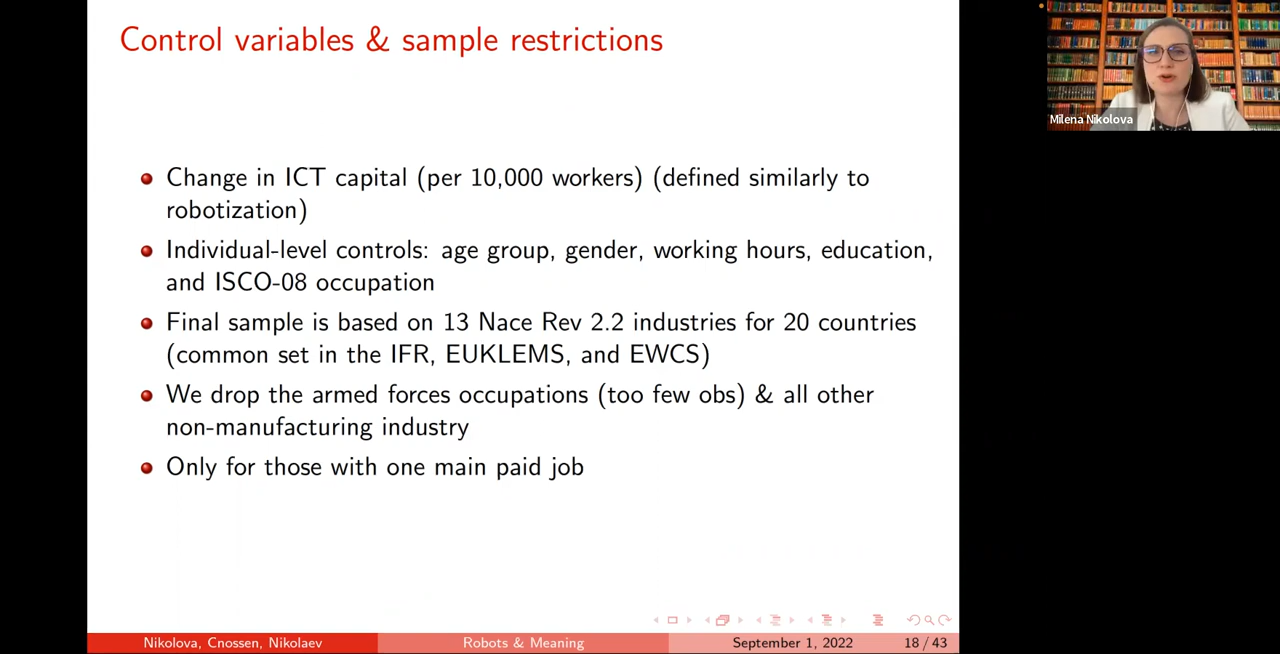 Control variables & sample restrictions
Milena Nikolova
Change in ICT capital (per 10,000 workers) (defined similarly to
robotization)
Individual-level controls: age group, gender, working hours, education,
and ISCO-08 occupation
Final sample is based on 13 Nace Rev 2.2 industries for 20 countries
(common set in the IFR, EUKLEMS, and EWCS)
We drop the armed forces occupations (too few obs) & all other
non-manufacturing industry
Only for those with one main paid job
Nikolova, Cnossen, Nikolaev
Robots & Meaning
September 1, 2022
18 / 43